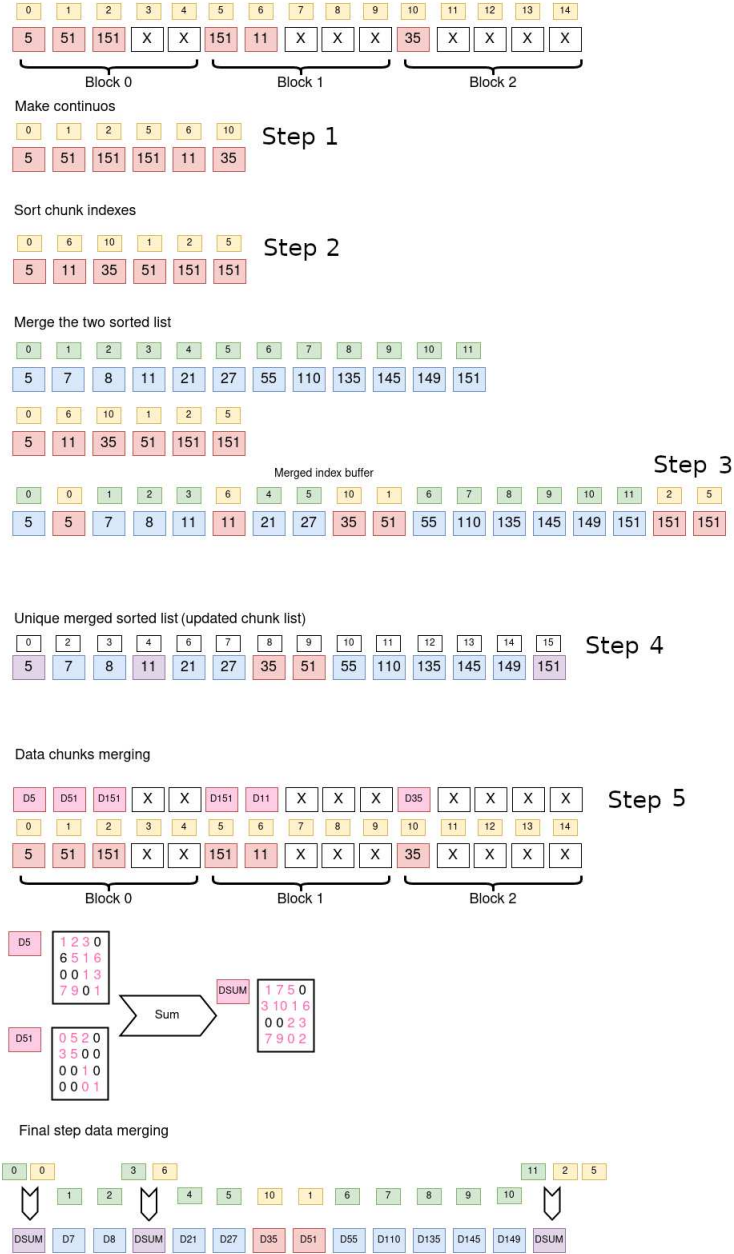 0 1 2 3 4 5 6 7 8 9 10 11 12 13 14
5 51 151 X X 151 11 X X X 35 X X X X
Block 0 Block 1 Block 2
Make continuos
0 1 2 5 6 10
Step 1
5 51 151 151 11 35
Sort chunk indexes
0 6 10 1 2 5
Step 2
5 11 35 51 151 151
Merge the two sorted list
0 1 2 3 4 5 6 7 8 9 10 11
5 7 8 11 21 27 55 110 135 145 149 151
0 6 10 1 2 5
5 11 35 51 151 151
Step 3
Merged index buffer
0 0 1 2 3 6 4 5 10 1 6 7 8 9 10 11 2 5
5 5 7 8 11 11 21 27 35 51 55 110 135 145 149 151 151 151
Unique merged sorted list (updated chunk list)
0 2 3 4 6 7 8 9 10 11 12 13 14 15
Step 4
5 7 8 11 21 27 35 51 55 110 135 145 149 151
Data chunks merging
D5 D51 D151 X X D151 D11 X X X D35 X X X X
Step 5
0 1 2 3 4 5 6 7 8 9 10 11 12 13 14
5 51 151 X X 151 11 X X X 35 X X X X
Block 0 Block 1 Block 2
D5
1 2 3 0
6 5 1 6
0 0 1 3
7 9 0 1
Sum
DSUM
1 7 5 0
3 10 1 6
0 0 2 3
7 9 0 2
D51
0 5 2 0
3 5 0 0
0 0 1 0
0 0 0 1
Final step data merging
0 0 3 6 11 2 5
1 2 4 5 10 1 6 7 8 9 10
DSUM D7 D8 DSUM D21 D27 D35 D51 D55 D110 D135 D145 D149 DSUM